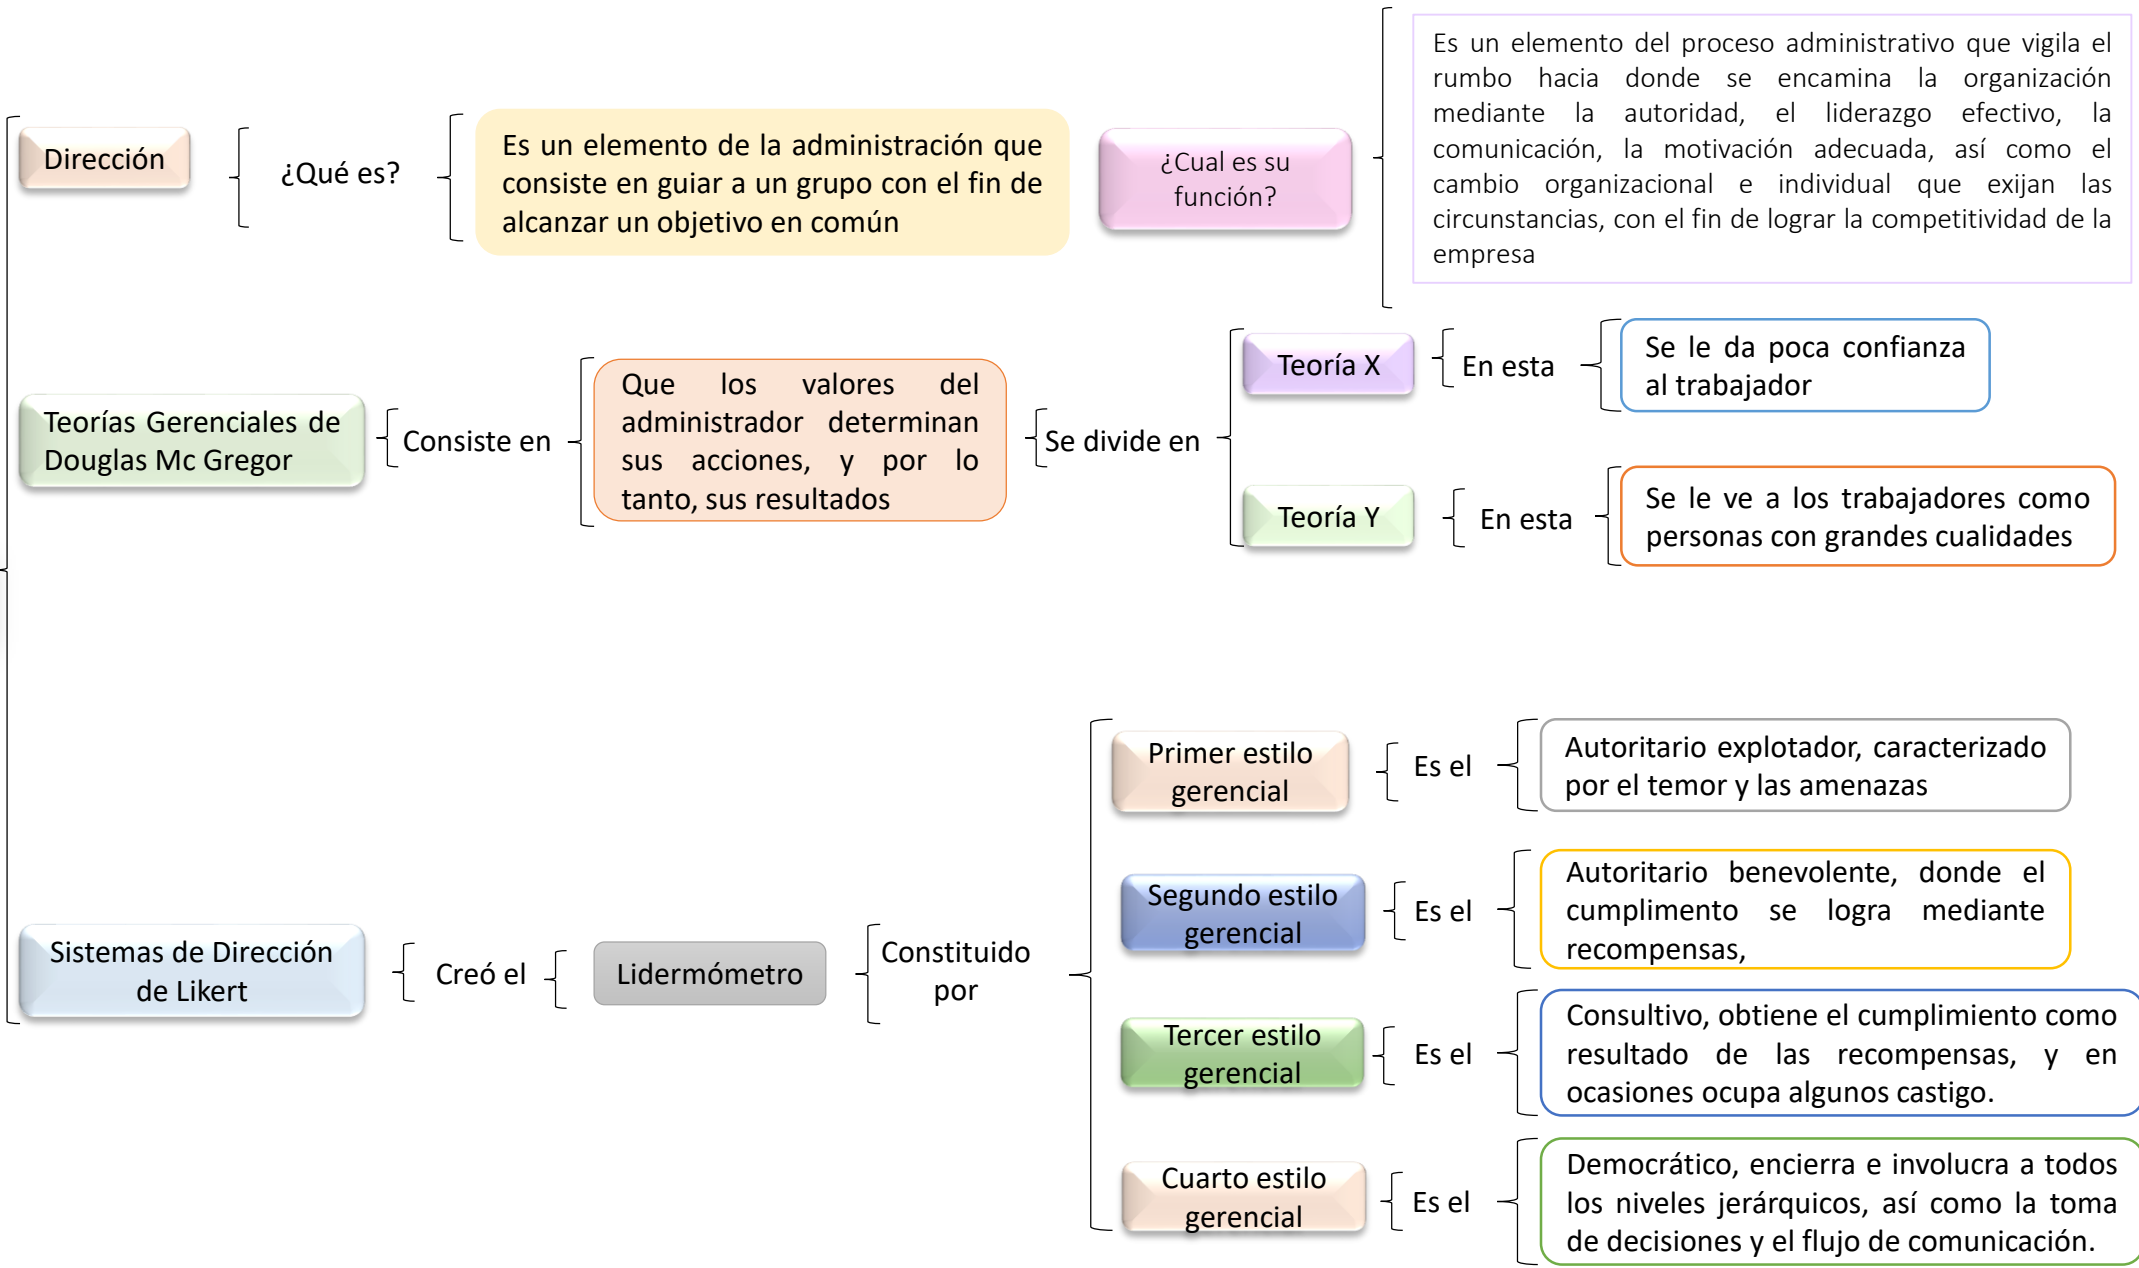 Dirección
¿Qué es?
Es un elemento de la administración que
consiste en guiar a un grupo con el fin de
alcanzar un objetivo en común
¿Cual es su
función?
Es un elemento del proceso administrativo que vigila el
rumbo hacia donde se encamina la organización
mediante la autoridad, el liderazgo efectivo, la
comunicación, la motivación adecuada, así como el
cambio organizacional e individual que exijan las
circunstancias, con el fin de lograr la competitividad de la
empresa
Teorías Gerenciales de
Douglas Mc Gregor
Consiste en
Que los valores del
administrador determinan
sus acciones, y por lo
tanto, sus resultados
Se divide en
Teoría X
En esta
Se le da poca confianza
al trabajador
Teoría Y
En esta
Se le ve a los trabajadores como
personas con grandes cualidades
Sistemas de Dirección
de Likert
Creó el
Lidermómetro
Constituido
por
Primer estilo
gerencial
Es el
Autoritario explotador, caracterizado
por el temor y las amenazas
Segundo estilo
gerencial
Es el
Autoritario benevolente, donde el
cumplimento se logra mediante
recompensas,
Tercer estilo
gerencial
Es el
Consultivo, obtiene el cumplimiento como
resultado de las recompensas, y en
ocasiones ocupa algunos castigo.
Cuarto estilo
gerencial
Es el
Democrático, encierra e involucra a todos
los niveles jerárquicos, así como la toma
de decisiones y el flujo de comunicación.